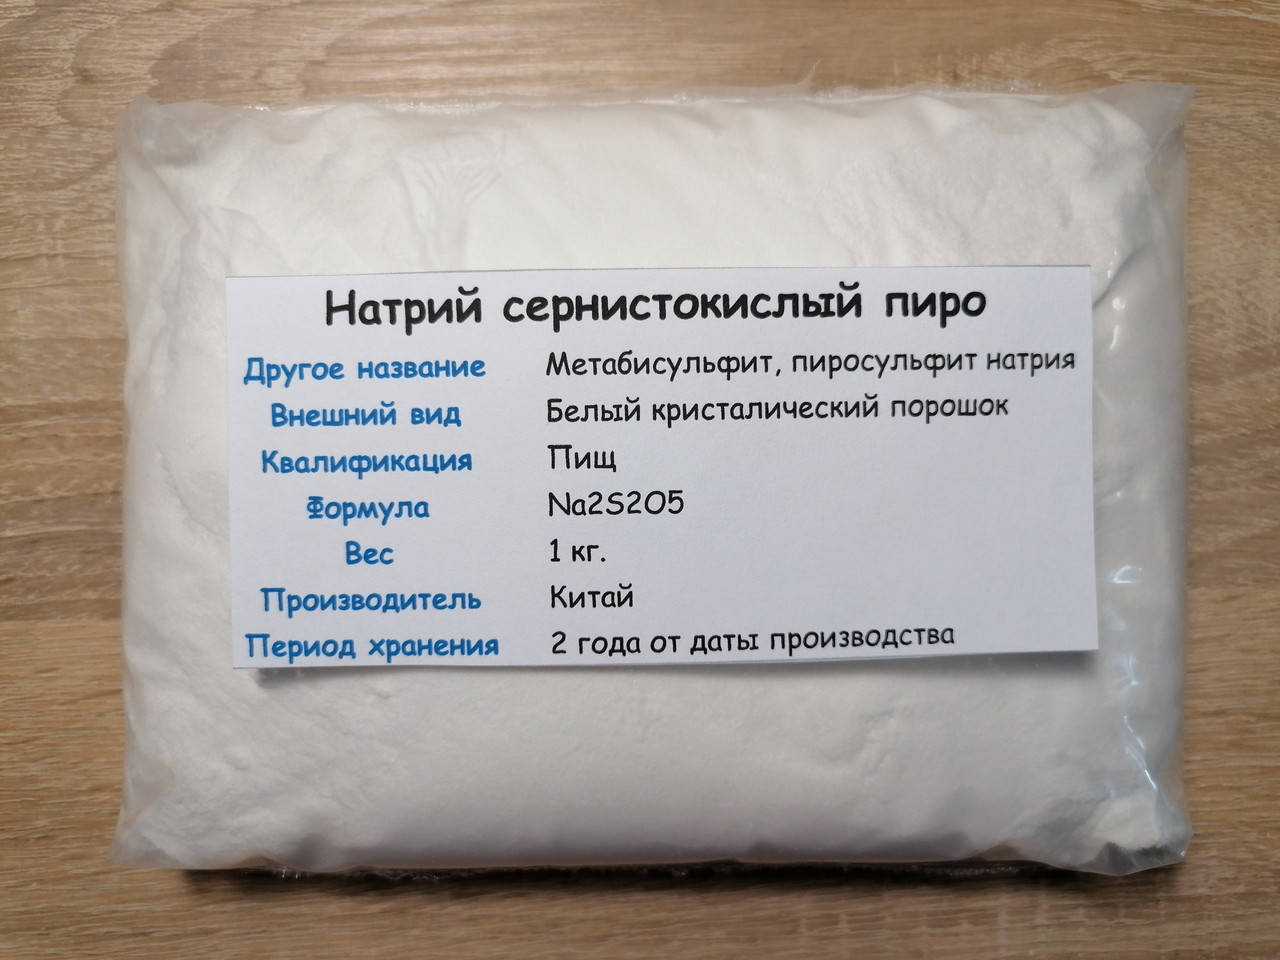 Натрий сернистокислый пиро
Другое название Метабисульфит, пиросульфит натрия
Внешний вид Белый кристалический порошок
Квалификация Пищ
Формула Na2S2O5
Вес 1 кг.
Производитель Китай
Период хранения 2 года от даты производства